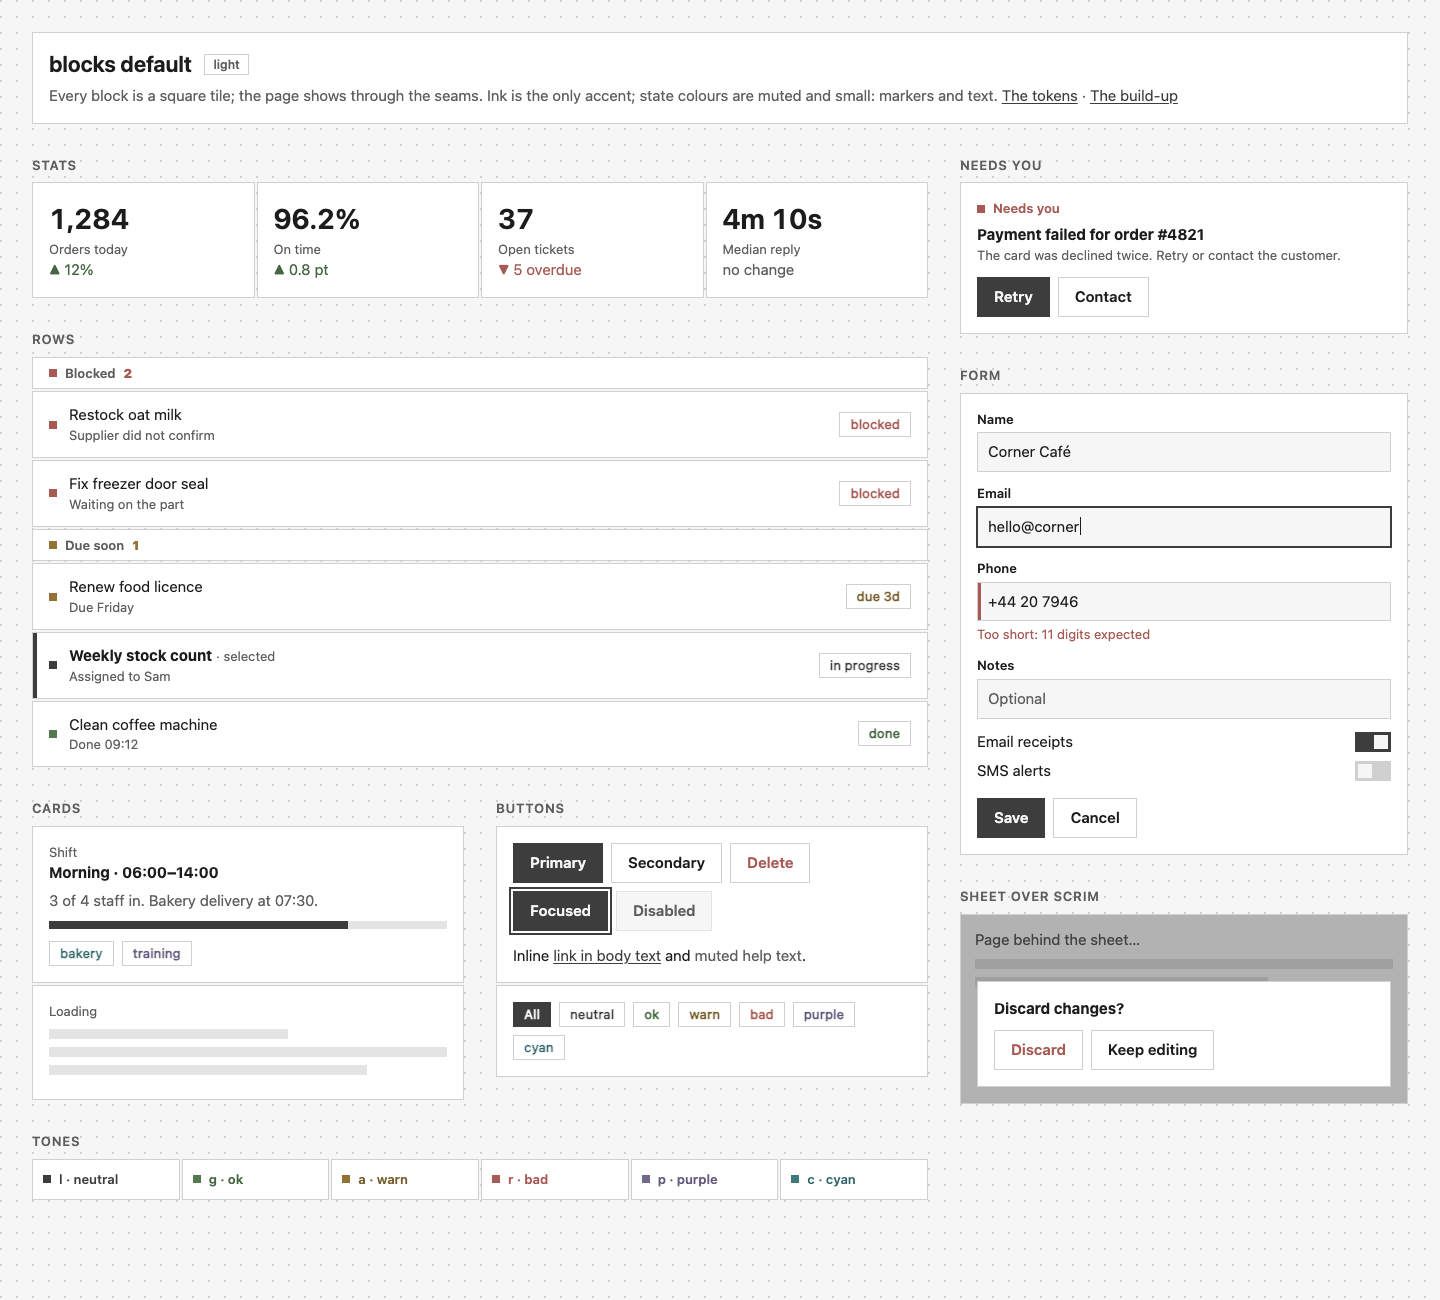 blocks default light
Every block is a square tile; the page shows through the seams. Ink is the only accent; state colours are muted and small: markers and text. The tokens · The build-up
STATS
1,284
Orders today
▲ 12%
96.2%
On time
▲ 0.8 pt
37
Open tickets
▼ 5 overdue
4m 10s
Median reply
no change
ROWS
Blocked 2
Restock oat milk
Supplier did not confirm
blocked
Fix freezer door seal
Waiting on the part
blocked
Due soon 1
Renew food licence
Due Friday
due 3d
Weekly stock count · selected
Assigned to Sam
in progress
Clean coffee machine
Done 09:12
done
CARDS
Shift
Morning · 06:00–14:00
3 of 4 staff in. Bakery delivery at 07:30.
bakery training
Loading
BUTTONS
Primary Secondary Delete
Focused Disabled
Inline link in body text and muted help text.
All neutral ok warn bad purple
cyan
TONES
l · neutral
g · ok
a · warn
r · bad
p · purple
c · cyan
NEEDS YOU
Needs you
Payment failed for order #4821
The card was declined twice. Retry or contact the customer.
Retry Contact
FORM
Name
Corner Café
Email
hello@corner
Phone
+44 20 7946
Too short: 11 digits expected
Notes
Optional
Email receipts
SMS alerts
Save Cancel
SHEET OVER SCRIM
Page behind the sheet…
Discard changes?
Discard Keep editing